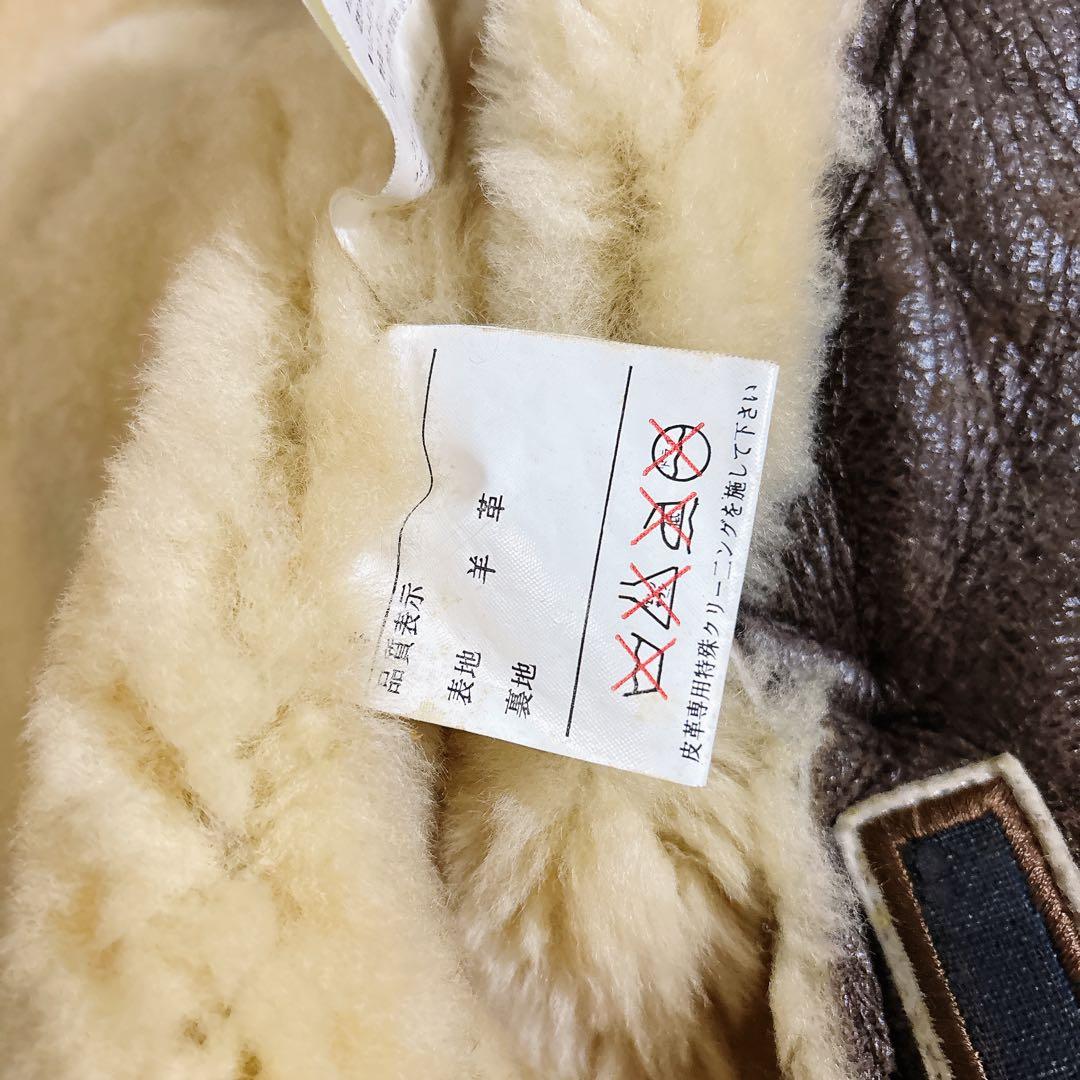 品質表示
表地 羊革
裏地
皮革専用特殊クリーニングを施して下さい